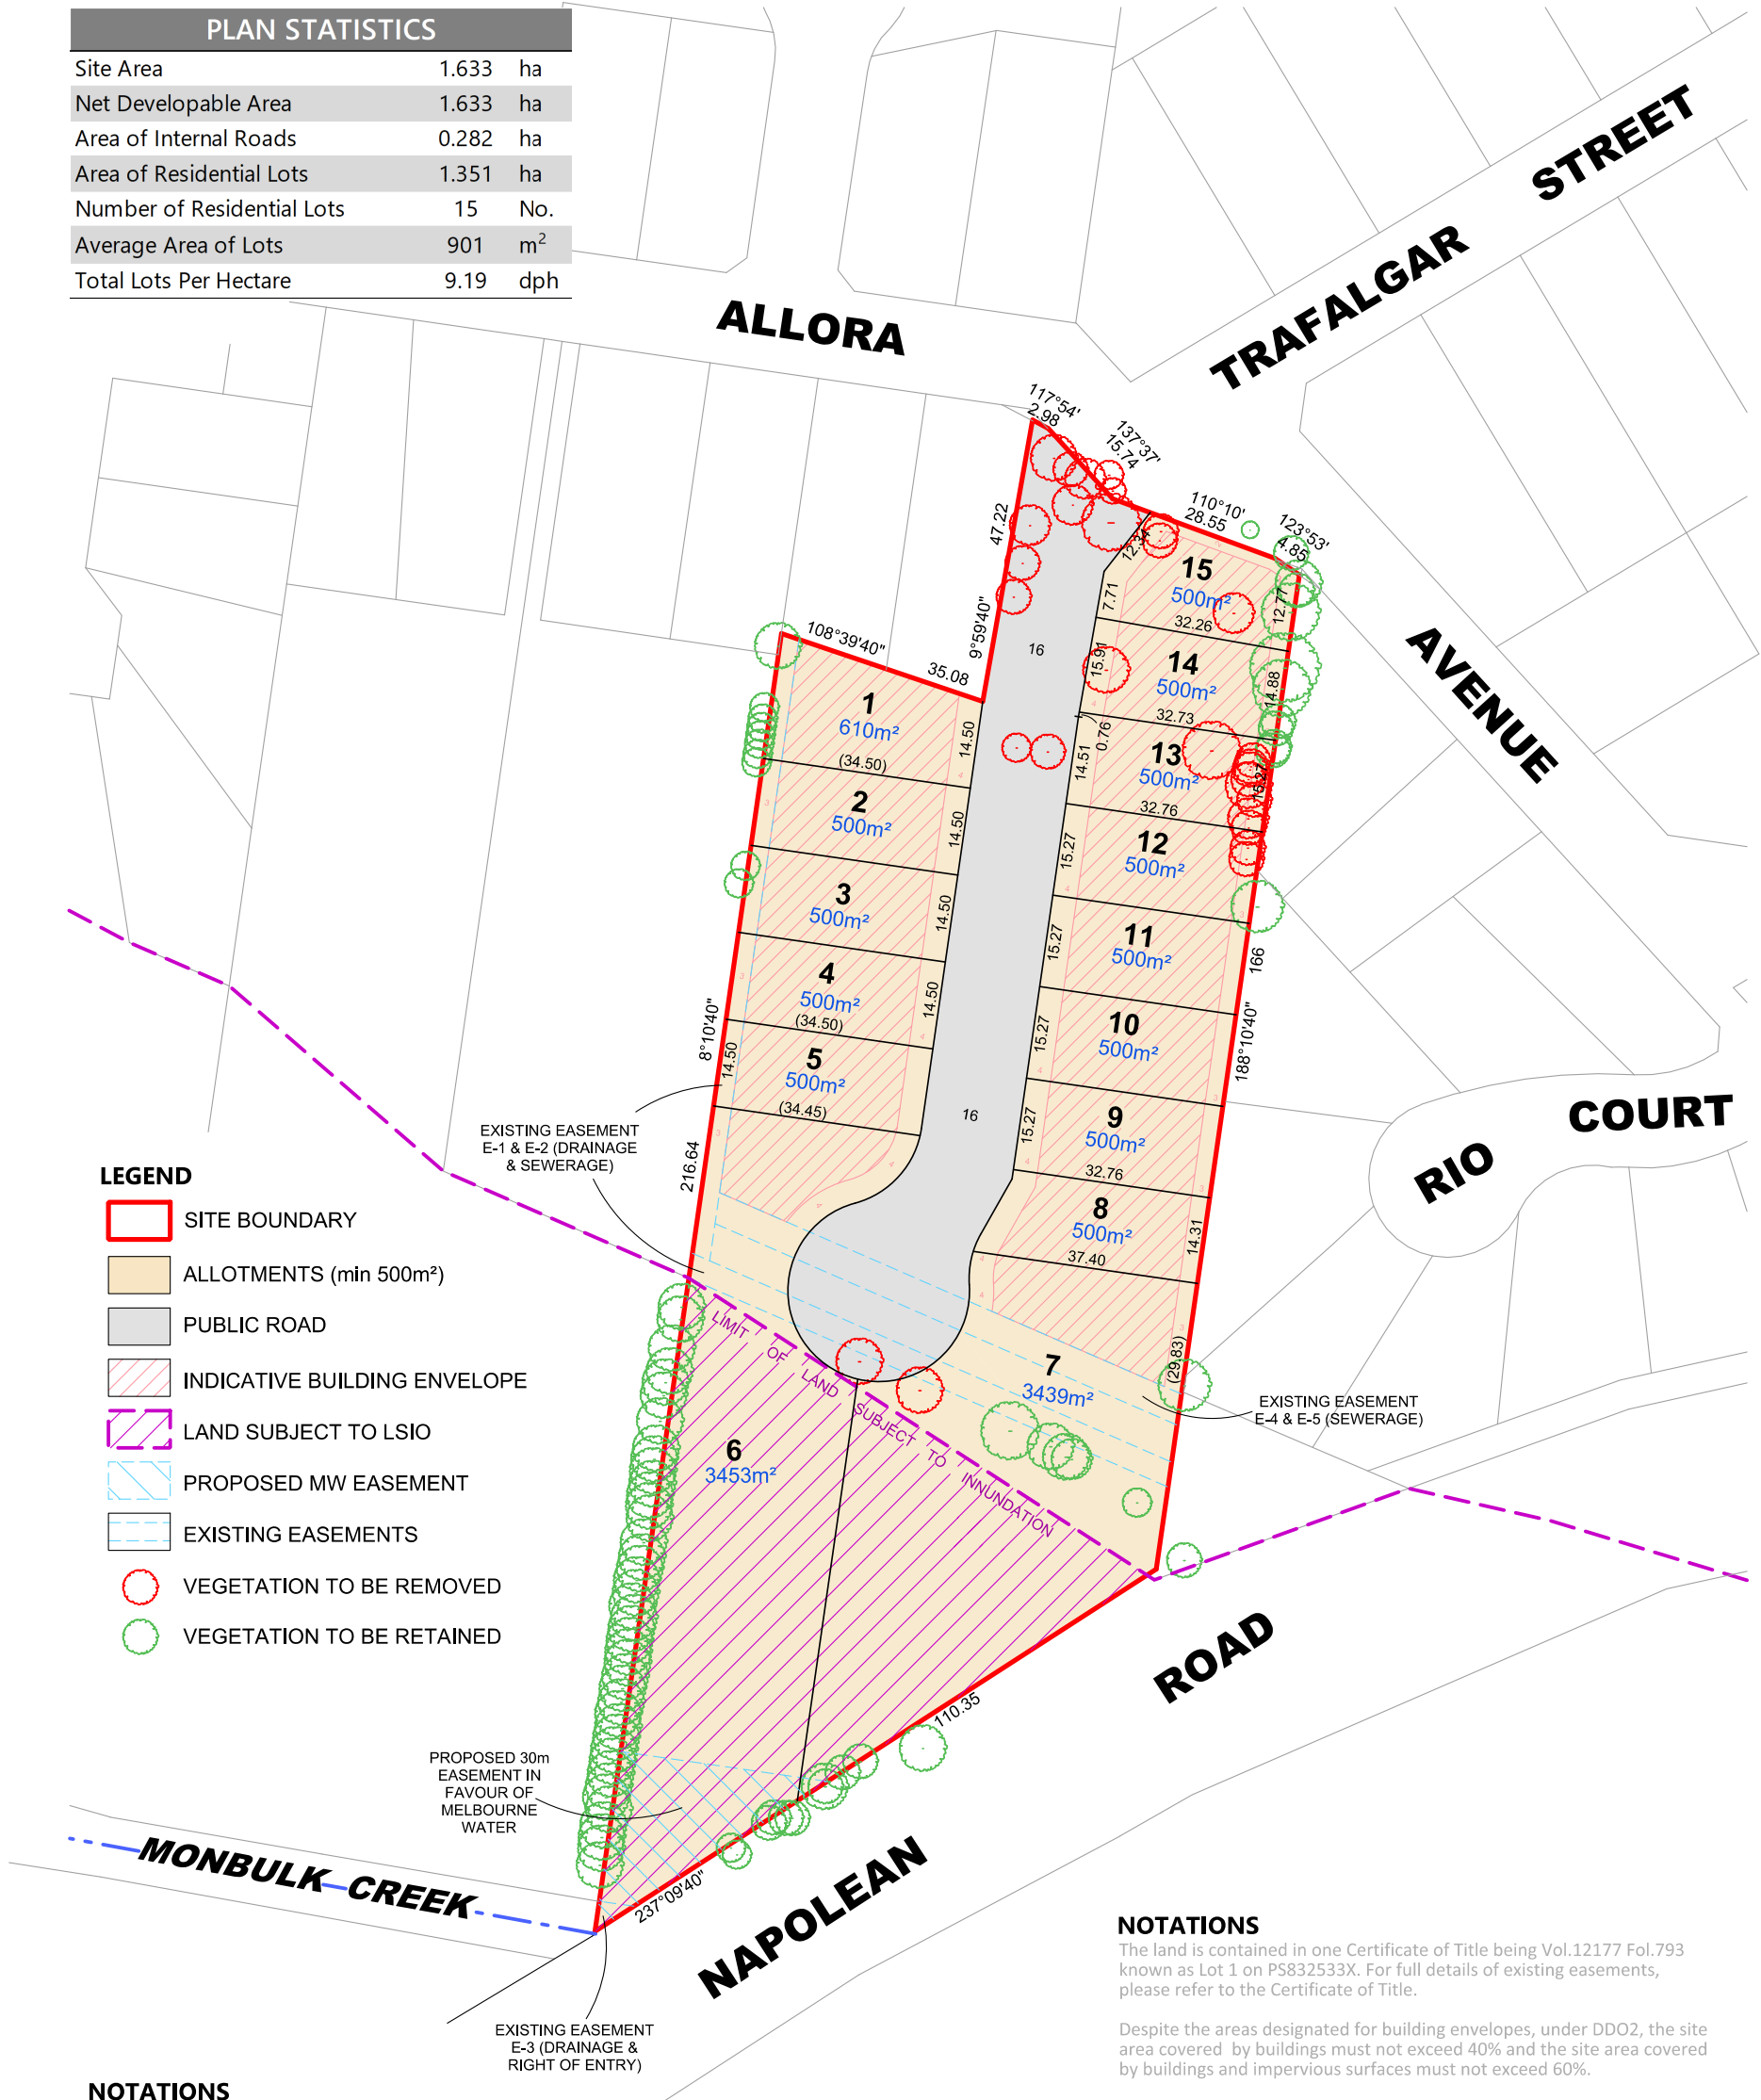 PLAN STATISTICS
Site Area 1.633 ha
Net Developable Area 1.633 ha
Area of Internal Roads 0.282 ha
Area of Residential Lots 1.351 ha
Number of Residential Lots 15 No.
Average Area of Lots 901 m²
Total Lots Per Hectare 9.19 dph
ALLORA
TRAFALGAR STREET
AVENUE
RIO COURT
117°54'
2.98
137°37'
15.74
110°10'
28.55
123°53'
4.85
47.22
9°59'40"
12.34
7.71
15
500m²
12.77
32.26
16
15.91
14
500m²
14.88
32.73
0.76
108°39'40"
35.08
1
610m²
14.50
(34.50)
13
500m²
14.51
15.27
32.76
2
500m²
14.50
12
500m²
15.27
3
500m²
14.50
11
500m²
15.27
166
4
500m²
14.50
(34.50)
10
500m²
15.27
188°10'40"
8°10'40"
14.50
5
500m²
(34.45)
16
9
500m²
15.27
32.76
216.64
8
500m²
14.31
37.40
EXISTING EASEMENT
E-1 & E-2 (DRAINAGE
& SEWERAGE)
LIMIT OF LAND SUBJECT TO INNUNDATION
7
3439m²
(29.83)
EXISTING EASEMENT
E-4 & E-5 (SEWERAGE)
6
3453m²
LEGEND
SITE BOUNDARY
ALLOTMENTS (min 500m²)
PUBLIC ROAD
INDICATIVE BUILDING ENVELOPE
LAND SUBJECT TO LSIO
PROPOSED MW EASEMENT
EXISTING EASEMENTS
VEGETATION TO BE REMOVED
VEGETATION TO BE RETAINED
PROPOSED 30m
EASEMENT IN
FAVOUR OF
MELBOURNE
WATER
110.35
237°09'40"
NAPOLEAN ROAD
MONBULK CREEK
EXISTING EASEMENT
E-3 (DRAINAGE &
RIGHT OF ENTRY)
NOTATIONS
The land is contained in one Certificate of Title being Vol.12177 Fol.793
known as Lot 1 on PS832533X. For full details of existing easements,
please refer to the Certificate of Title.
Despite the areas designated for building envelopes, under DDO2, the site
area covered by buildings must not exceed 40% and the site area covered
by buildings and impervious surfaces must not exceed 60%.
NOTATIONS